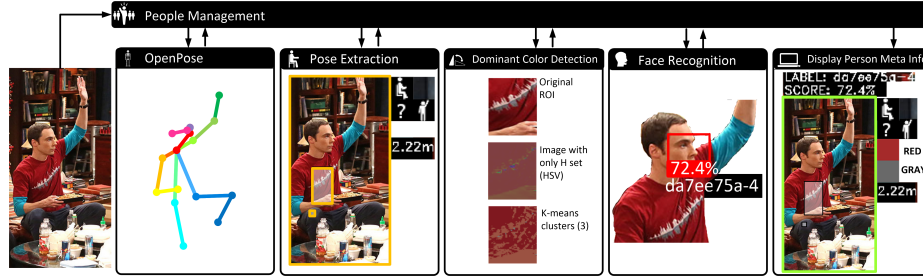 People Management
OpenPose
Pose Extraction
?
2.22m
Dominant Color Detection
Original
ROI
Image with
only H set
(HSV)
K-means
clusters (3)
Face Recognition
72.4%
da7ee75a-4
Display Person Meta Info
LABEL: da7ee75a-4
SCORE: 72.4%
?
RED
GRAY
2.22m